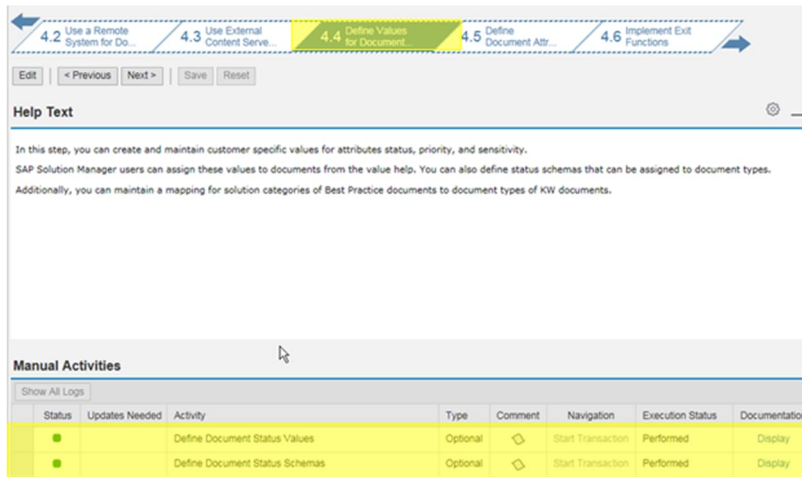 4.2 Use a Remote System for Do...
4.3 Use External Content Serve...
4.4 Define Values for Document...
4.5 Define Document Attr...
4.6 Implement Exit Functions
Edit < Previous Next > Save Reset
Help Text
In this step, you can create and maintain customer specific values for attributes status, priority, and sensitivity.
SAP Solution Manager users can assign these values to documents from the value help. You can also define status schemas that can be assigned to document types.
Additionally, you can maintain a mapping for solution categories of Best Practice documents to document types of KW documents.
Manual Activities
Show All Logs
Status Updates Needed Activity Type Comment Navigation Execution Status Documentatio
Define Document Status Values Optional Start Transaction Performed Display
Define Document Status Schemas Optional Start Transaction Performed Display